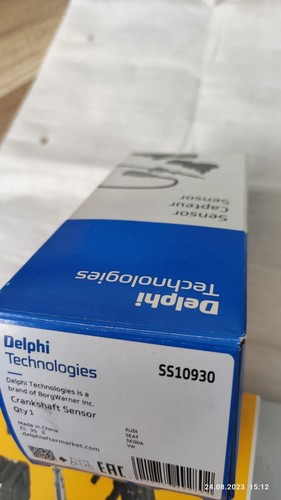 Sensor
Capteur
Sensor
Delphi
Technologies
Delphi
Technologies
SS10930
Delphi Technologies is a
brand of BorgWarner Inc.
Crankshaft Sensor
Qty 1
Made in China
AUDI
SEAT
SKODA
VW
delphiaftermarket.com
EAC
24.08.2023 15:12